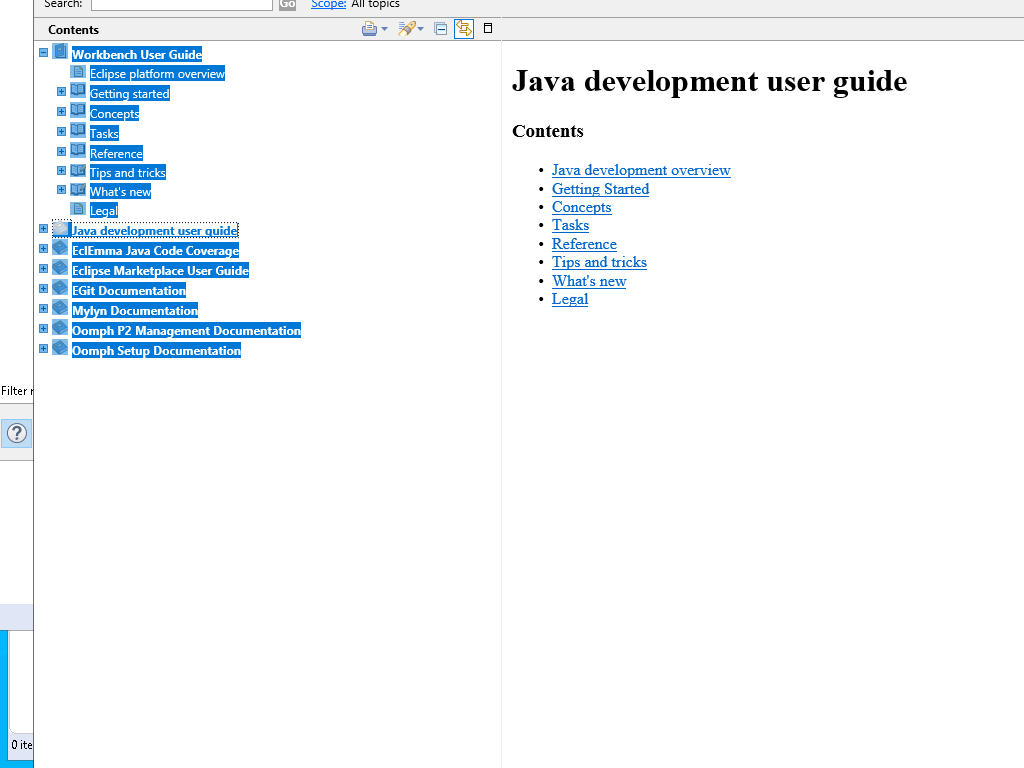 Search: Go Scope: All topics
Contents
Workbench User Guide
Eclipse platform overview
Getting started
Concepts
Tasks
Reference
Tips and tricks
What's new
Legal
Java development user guide
EclEmma Java Code Coverage
Eclipse Marketplace User Guide
EGit Documentation
Mylyn Documentation
Oomph P2 Management Documentation
Oomph Setup Documentation
Java development user guide
Contents
• Java development overview
• Getting Started
• Concepts
• Tasks
• Reference
• Tips and tricks
• What's new
• Legal
Filter
?
0 ite